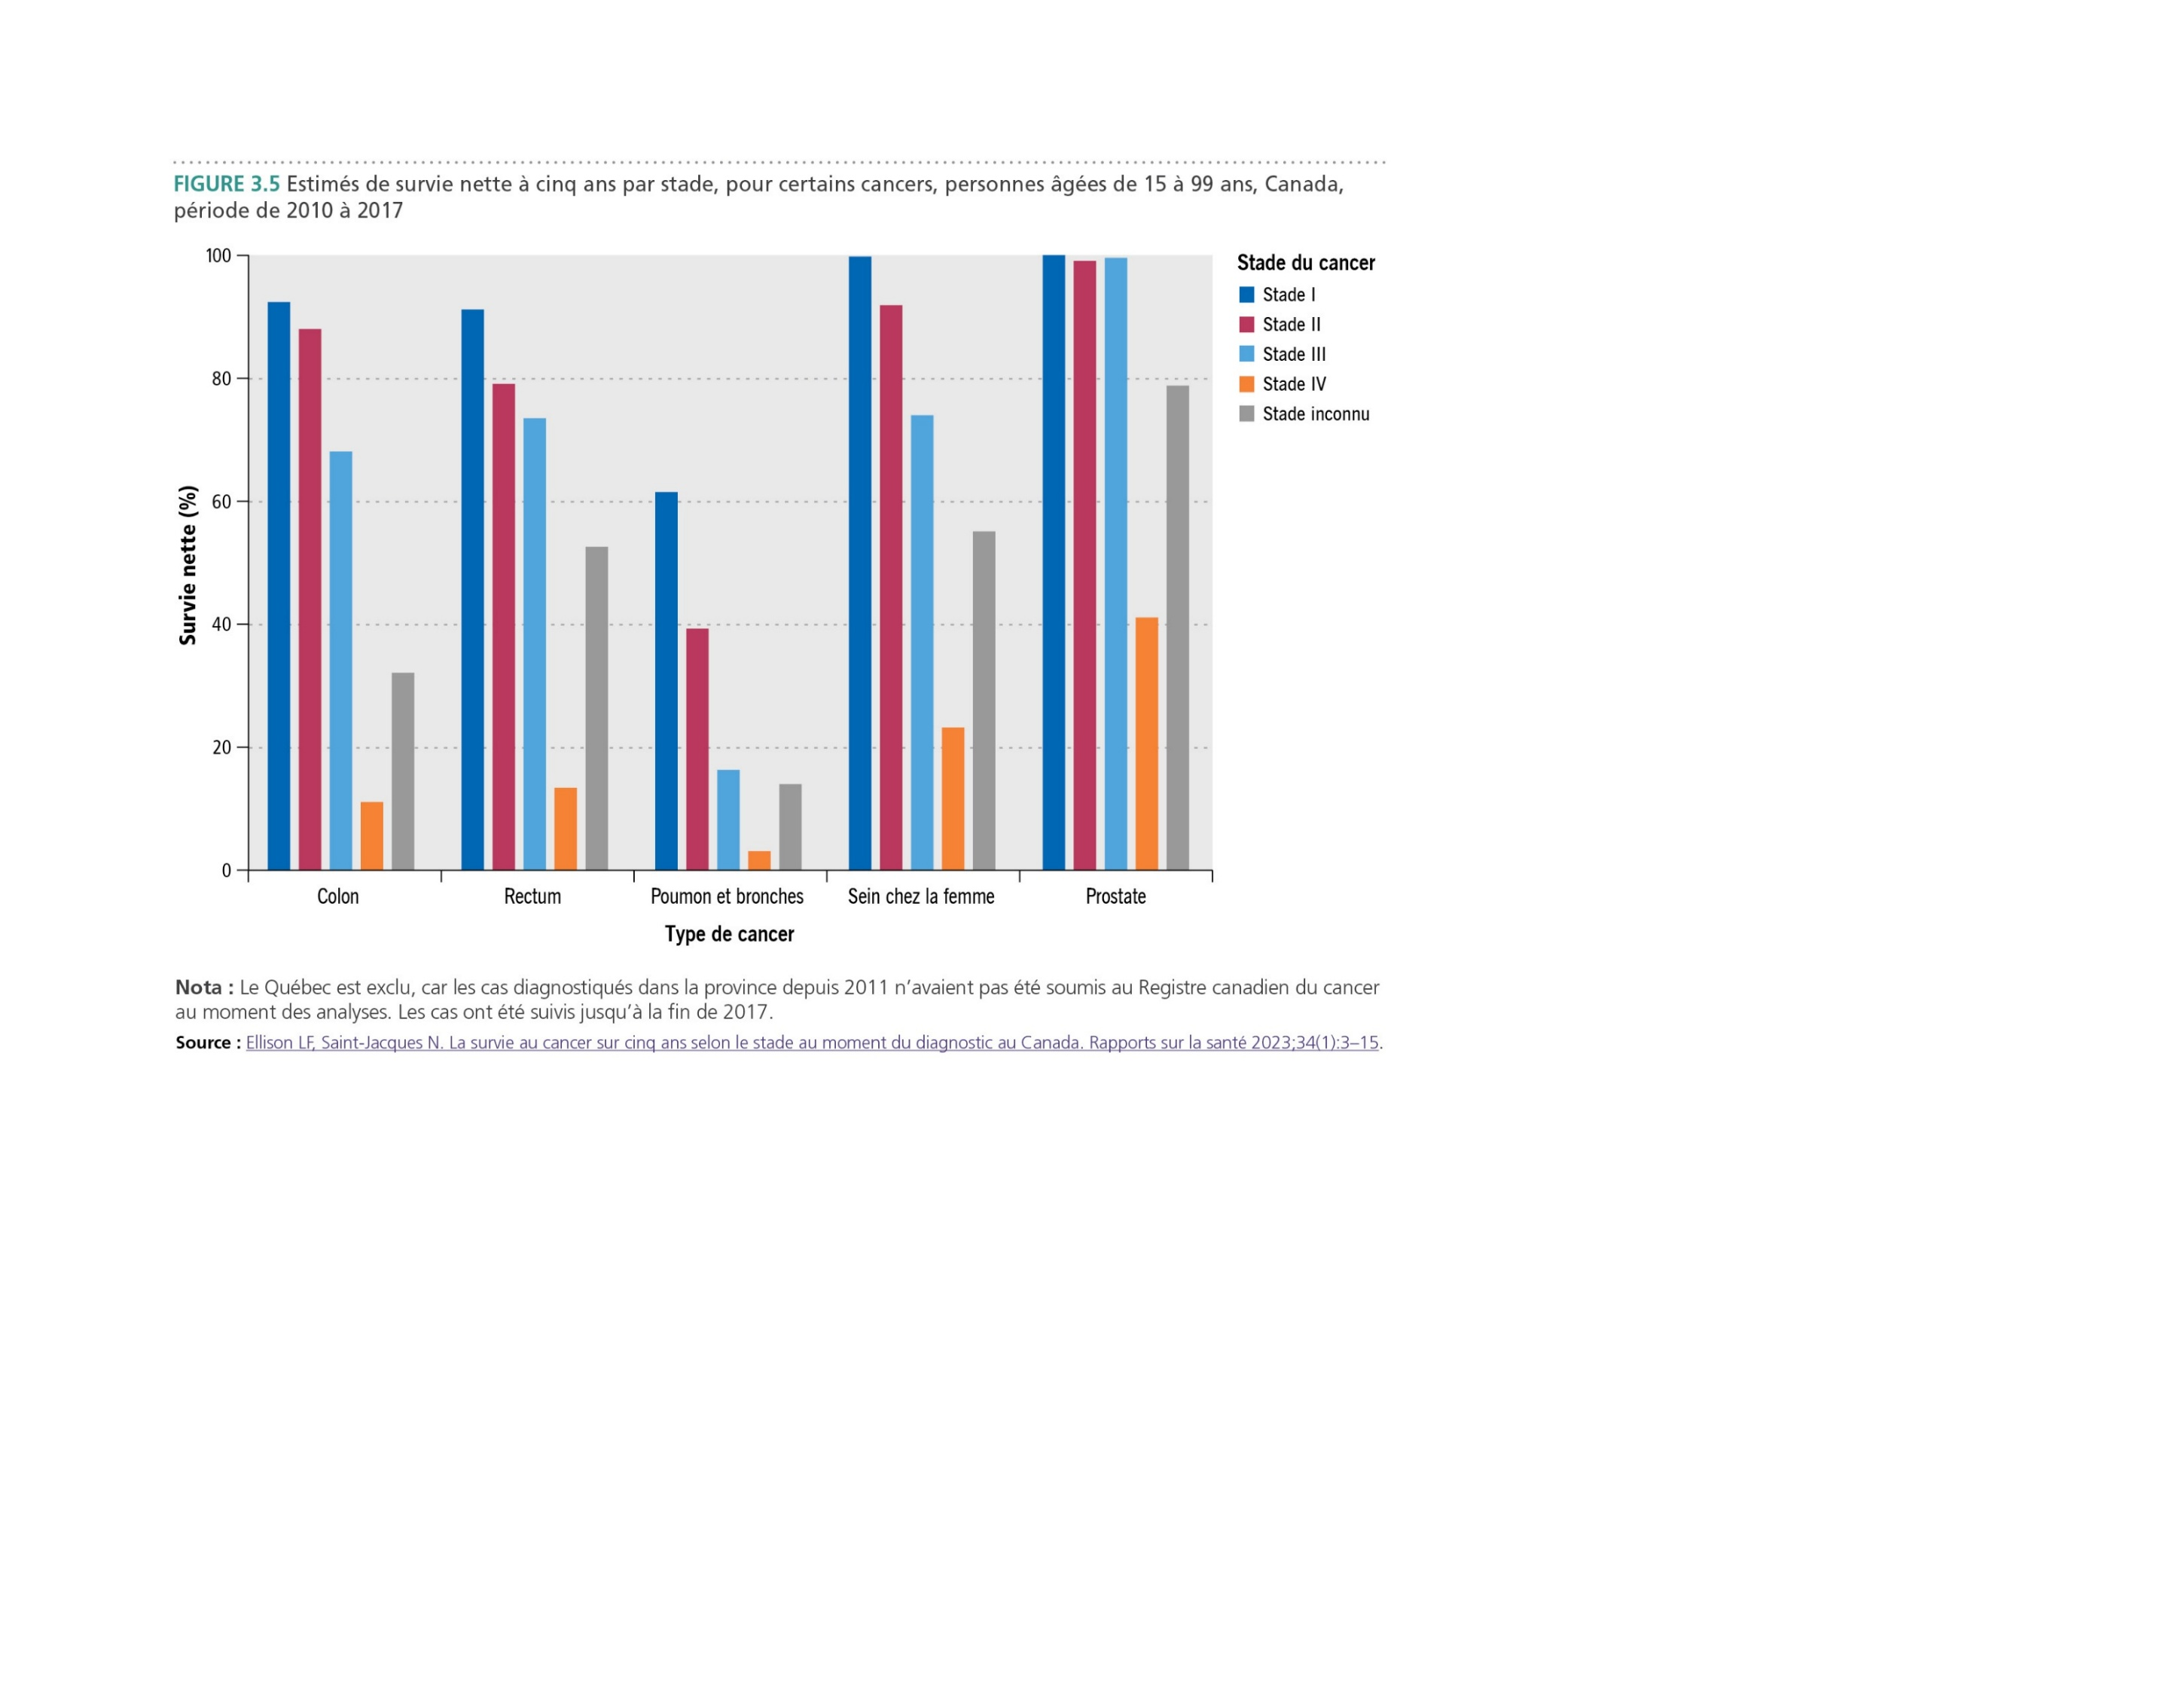 FIGURE 3.5 Estimés de survie nette à cinq ans par stade, pour certains cancers, personnes âgées de 15 à 99 ans, Canada,
période de 2010 à 2017
100
80
60
40
20
0
Survie nette (%)
Colon
Rectum
Poumon et bronches
Sein chez la femme
Prostate
Type de cancer
Stade du cancer
Stade I
Stade II
Stade III
Stade IV
Stade inconnu
Nota : Le Québec est exclu, car les cas diagnostiqués dans la province depuis 2011 n’avaient pas été soumis au Registre canadien du cancer
au moment des analyses. Les cas ont été suivis jusqu’à la fin de 2017.
Source : Ellison LF, Saint-Jacques N. La survie au cancer sur cinq ans selon le stade au moment du diagnostic au Canada. Rapports sur la santé 2023;34(1):3–15.